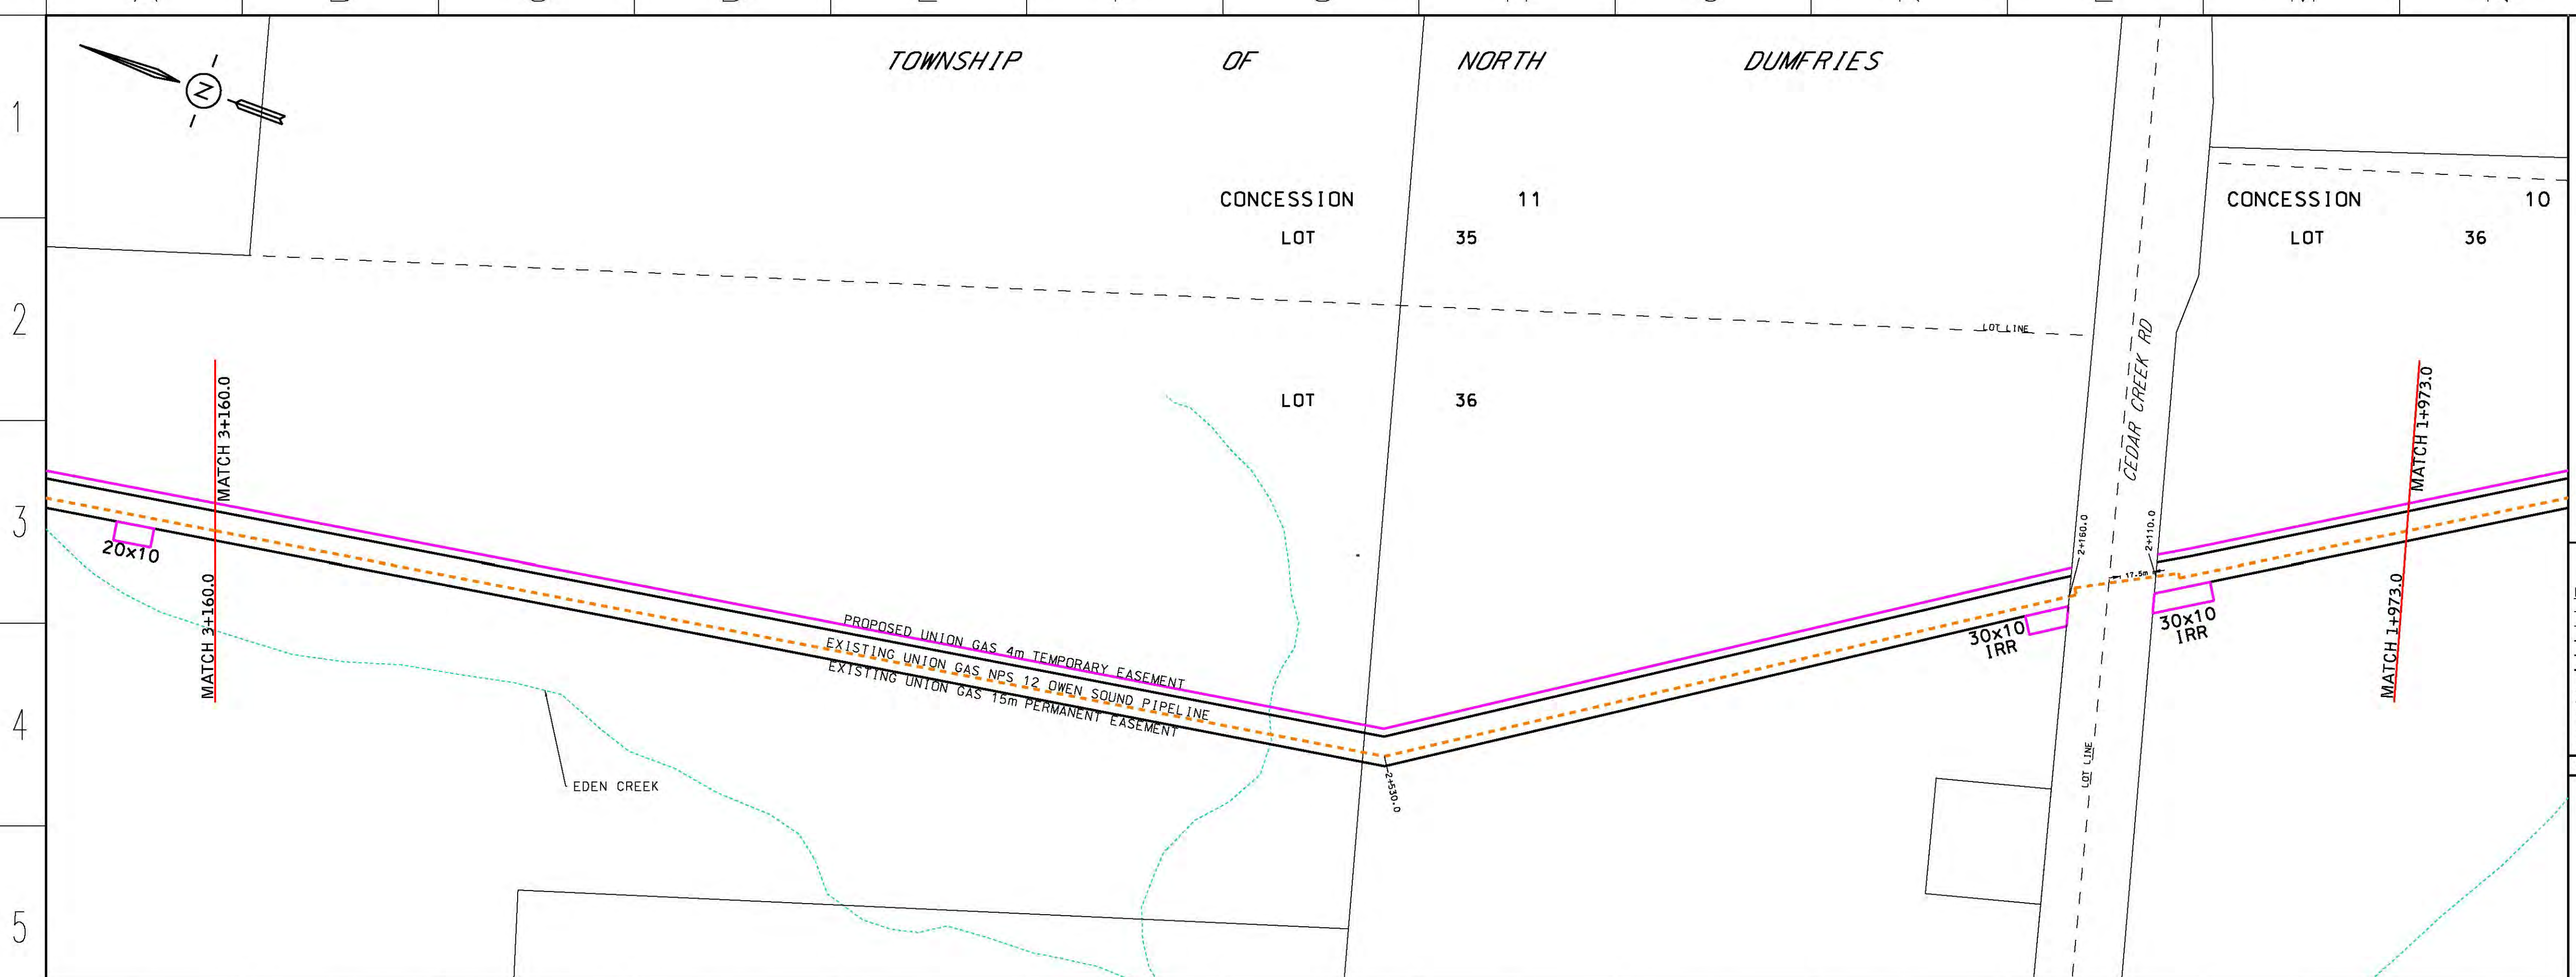 TOWNSHIP OF NORTH DUMFRIES
N
1
2
3
4
5
CONCESSION 11
LOT 35
CONCESSION 10
LOT 36
LOT LINE
LOT 36
CEDAR CREEK RD
MATCH 3+160.0
MATCH 3+160.0
MATCH 1+973.0
MATCH 1+973.0
20x10
2+160.0
2+110.0
17.5m
30x10
IRR
30x10
IRR
PROPOSED UNION GAS 4m TEMPORARY EASEMENT
EXISTING UNION GAS NPS 12 OWEN SOUND PIPELINE
EXISTING UNION GAS 15m PERMANENT EASEMENT
2+530.0
EDEN CREEK
LOT LINE